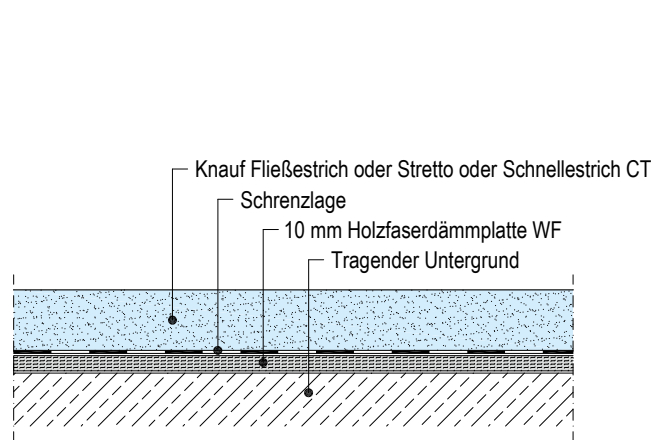 Knauf Fließestrich oder Stretto oder Schnellestrich CT
Schrenzlage
10 mm Holzfaserdämmplatte WF
Tragender Untergrund